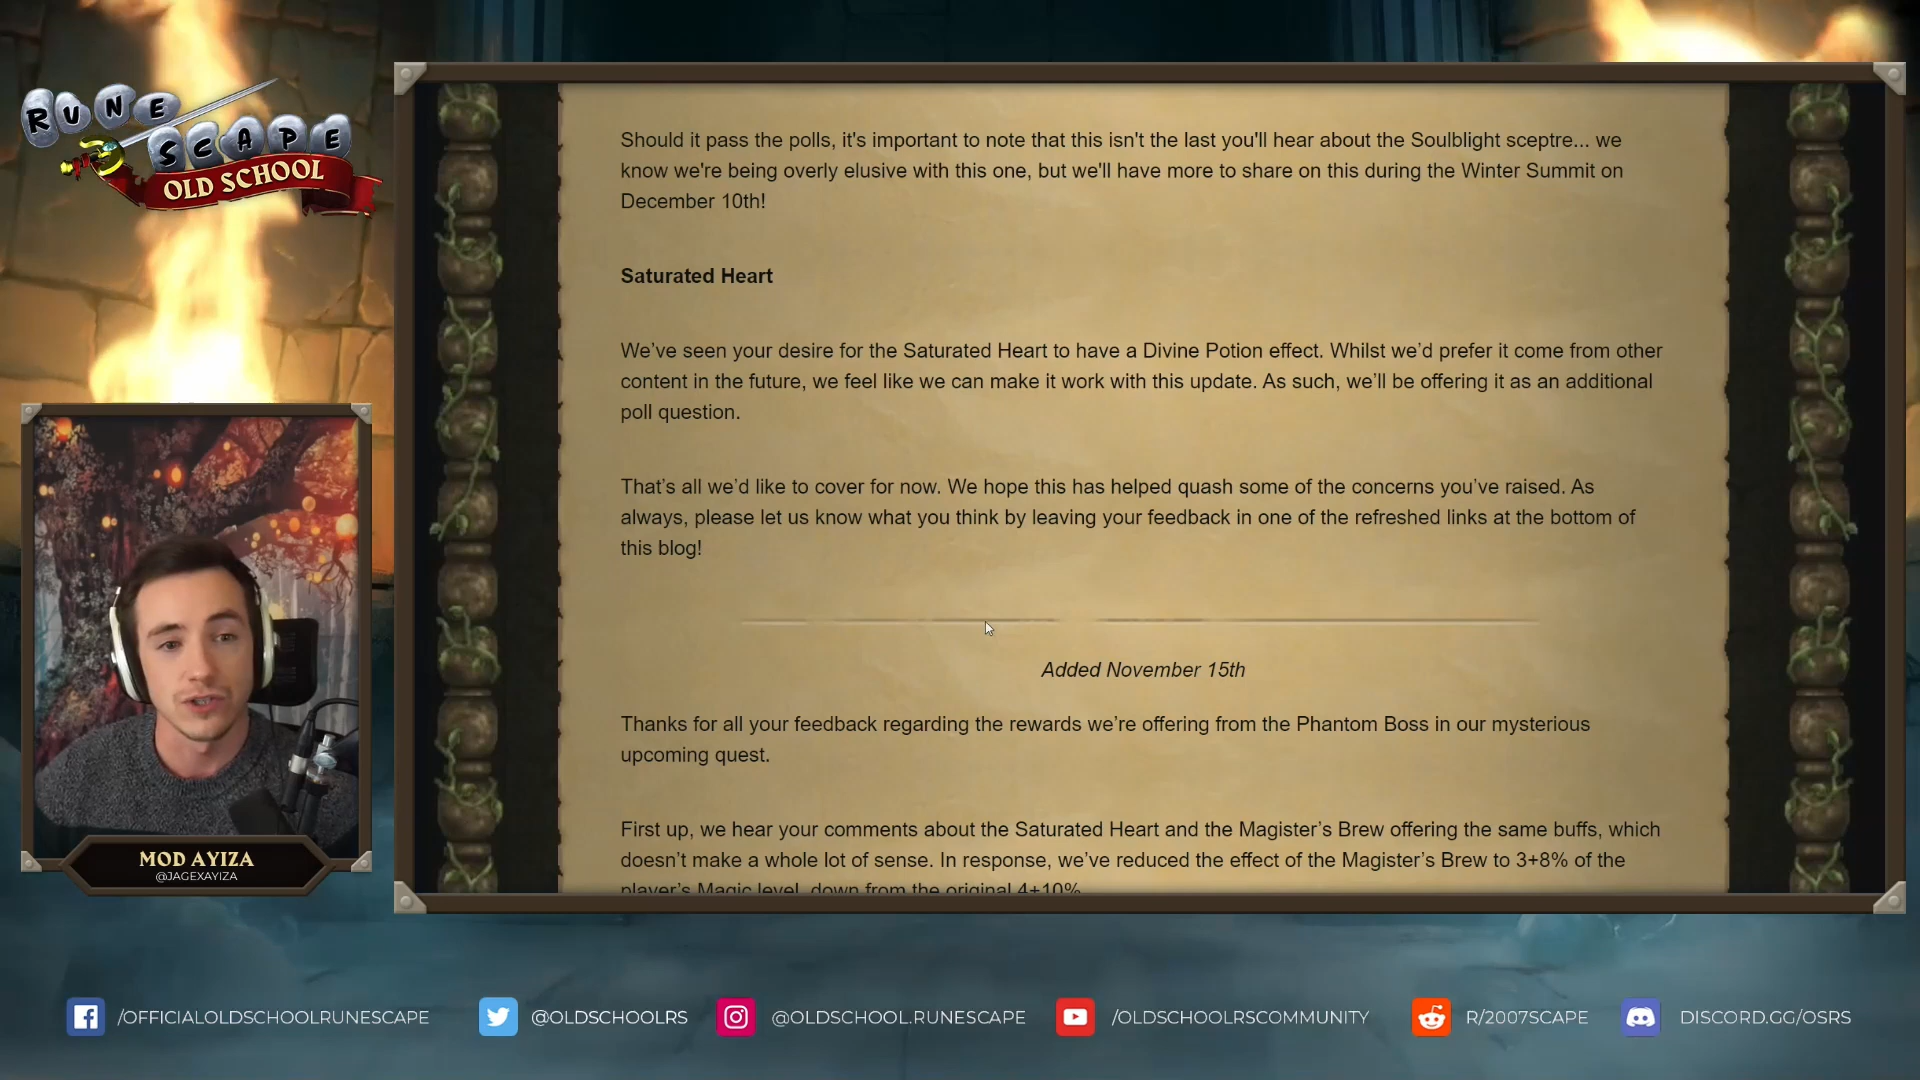 RUNE
SCAPE
OLD SCHOOL
Should it pass the polls, it's important to note that this isn't the last you'll hear about the Soulblight sceptre... we
know we're being overly elusive with this one, but we'll have more to share on this during the Winter Summit on
December 10th!
Saturated Heart
We’ve seen your desire for the Saturated Heart to have a Divine Potion effect. Whilst we’d prefer it come from other
content in the future, we feel like we can make it work with this update. As such, we’ll be offering it as an additional
poll question.
That’s all we’d like to cover for now. We hope this has helped quash some of the concerns you’ve raised. As
always, please let us know what you think by leaving your feedback in one of the refreshed links at the bottom of
this blog!
Added November 15th
Thanks for all your feedback regarding the rewards we’re offering from the Phantom Boss in our mysterious
upcoming quest.
First up, we hear your comments about the Saturated Heart and the Magister’s Brew offering the same buffs, which
doesn’t make a whole lot of sense. In response, we’ve reduced the effect of the Magister’s Brew to 3+8% of the
player’s Magic level, down from the original 4+10%.
MOD AYIZA
@JAGEXAYIZA
/OFFICIALOLDSCHOOLRUNESCAPE
@OLDSCHOOLRS
@OLDSCHOOL.RUNESCAPE
/OLDSCHOOLRSCOMMUNITY
R/2007SCAPE
DISCORD.GG/OSRS